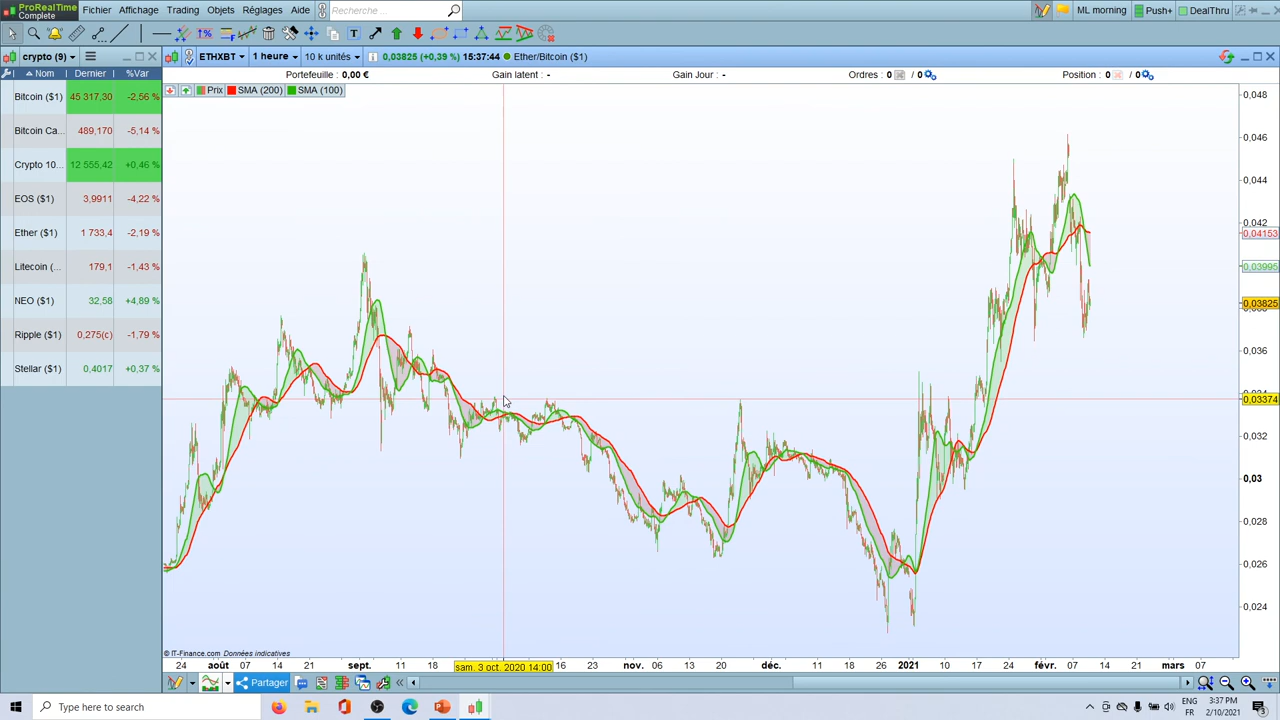 ProRealTime
Complete
Fichier Affichage Trading Objets Réglages Aide Recherche ... ML morning Push+ DealThru
crypto (9)
ETHXBT 1 heure 10 k unités 0,03825 (+0,39 %) 15:37:44 Ether/Bitcoin ($1)
Nom Dernier %Var
Portefeuille : 0,00 € Gain latent : - Gain Jour : - Ordres : 0 / 0 Position : 0 / 0
Prix SMA (200) SMA (100)
Bitcoin ($1) 45 317,30 -2,56 %
Bitcoin Ca... 489,170 -5,14 %
Crypto 10... 12 555,42 +0,46 %
EOS ($1) 3,9911 -4,22 %
Ether ($1) 1 733,4 -2,19 %
Litecoin (... 179,1 -1,43 %
NEO ($1) 32,58 +4,89 %
Ripple ($1) 0,275(c) -1,79 %
Stellar ($1) 0,4017 +0,37 %
0,048
0,046
0,044
0,042
0,04153
0,03995
0,03825
0,036
0,03374
0,032
0,03
0,028
0,026
0,024
© IT-Finance.com Données indicatives
24 août 07 14 21 sept. 11 18 sam. 3 oct. 2020 14:00 16 23 nov. 06 13 20 déc. 11 18 26 2021 10 17 24 févr. 07 14 21 mars 07
Partager
Type here to search
ENG 3:37 PM
FR 2/10/2021
3